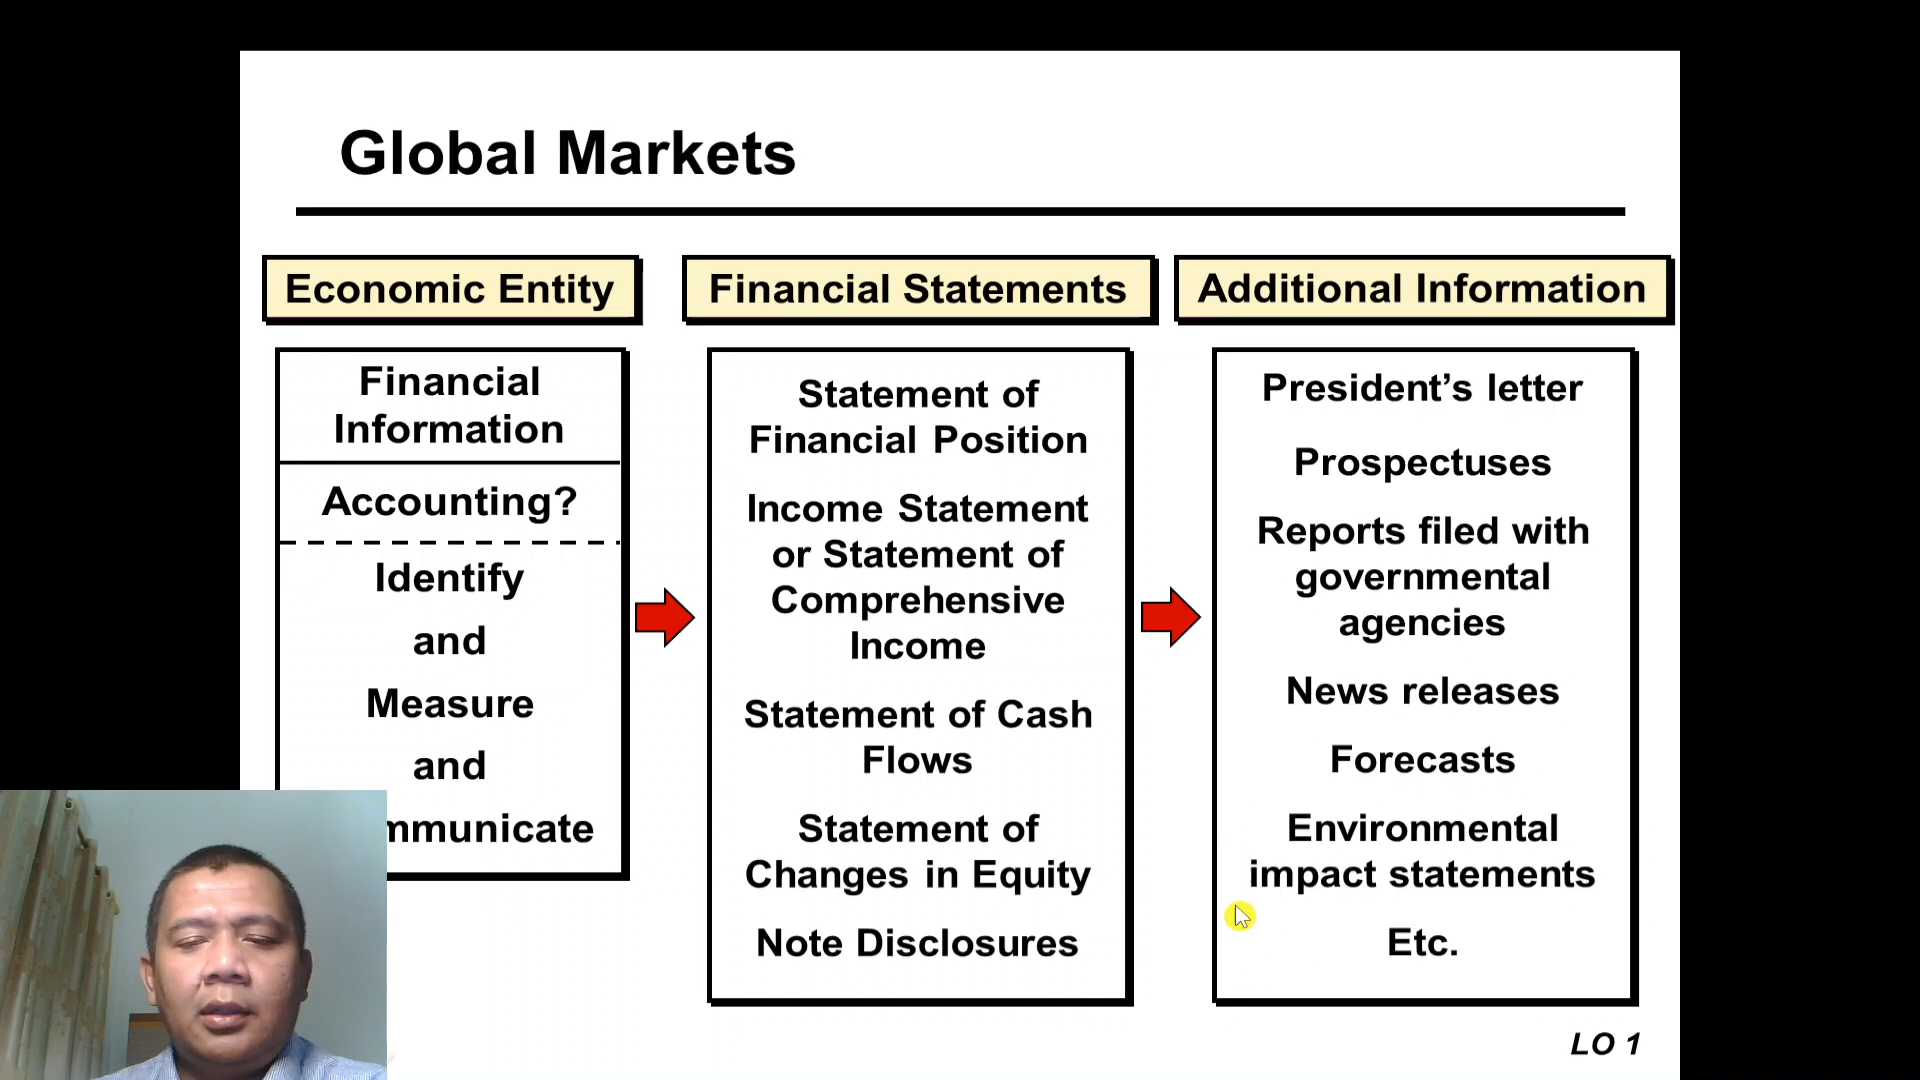 Global Markets
Economic Entity
Financial
Information
Accounting?
Identify
and
Measure
and
mmunicate
Financial Statements
Statement of
Financial Position
Income Statement
or Statement of
Comprehensive
Income
Statement of Cash
Flows
Statement of
Changes in Equity
Note Disclosures
Additional Information
President’s letter
Prospectuses
Reports filed with
governmental
agencies
News releases
Forecasts
Environmental
impact statements
Etc.
LO 1